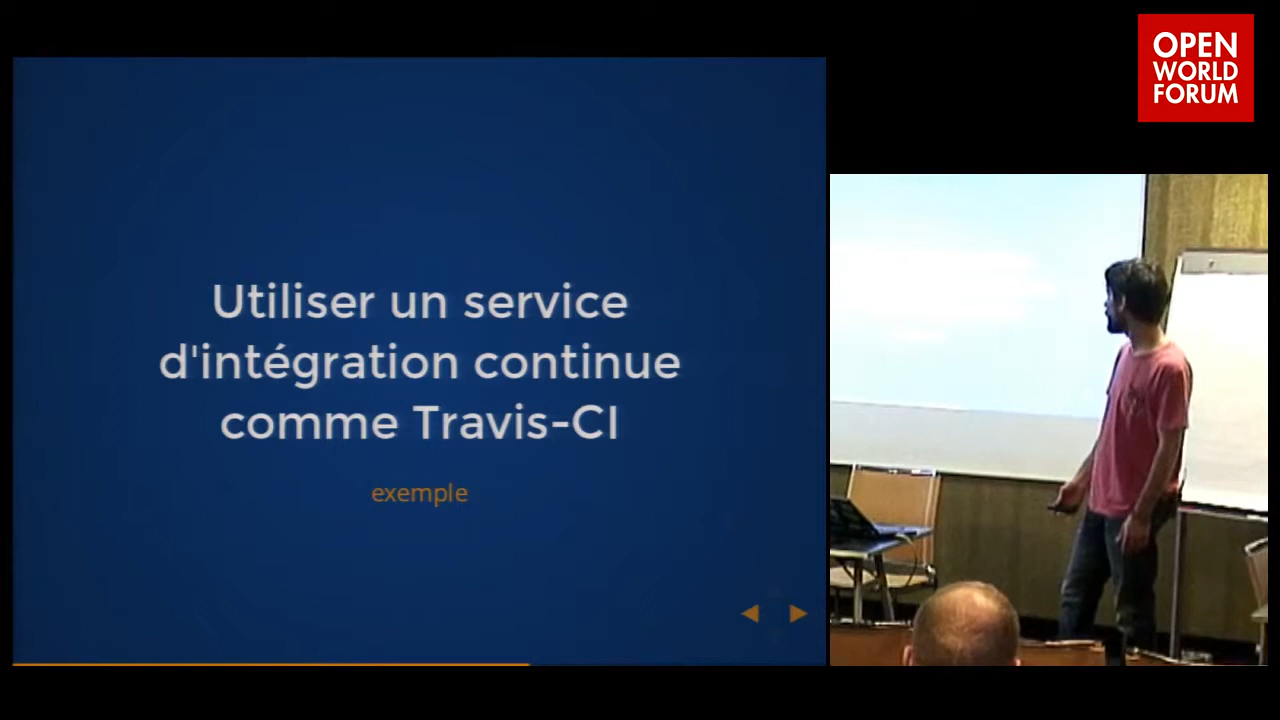 OPEN
WORLD
FORUM
Utiliser un service
d'intégration continue
comme Travis-CI
exemple